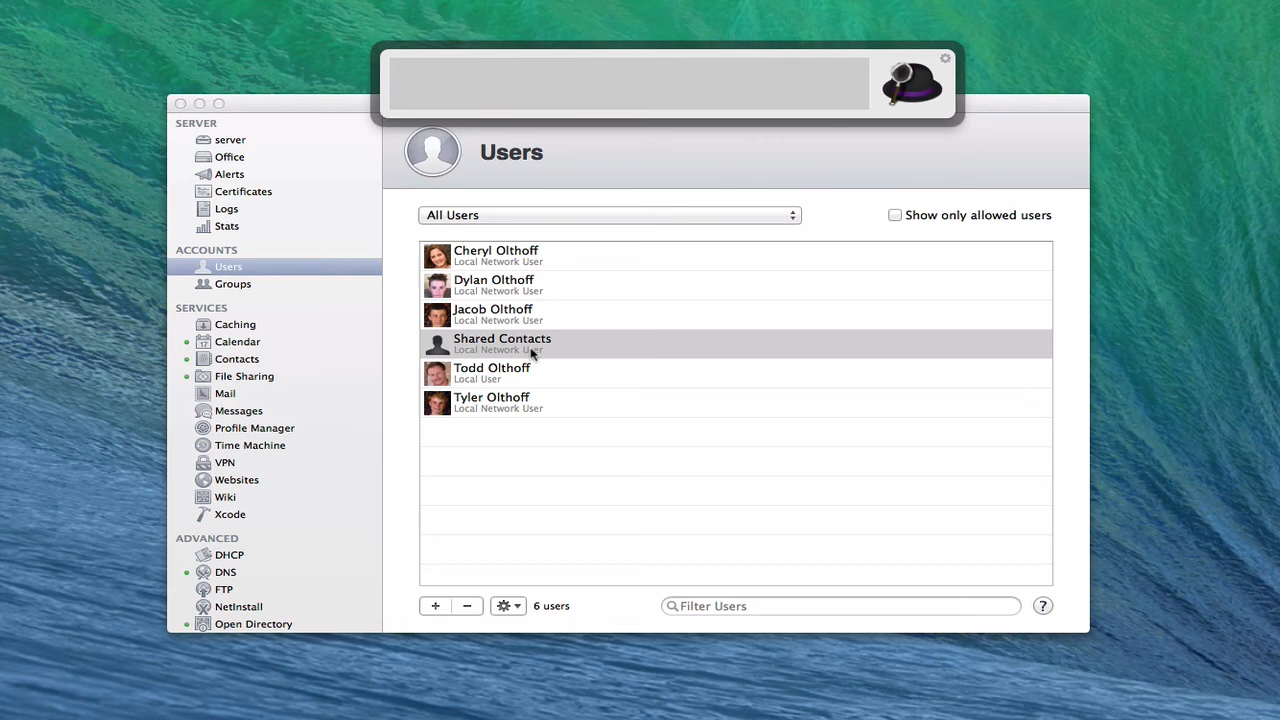 SERVER
server
Office
Alerts
Certificates
Logs
Stats
ACCOUNTS
Users
Groups
SERVICES
Caching
17
Calendar
Contacts
File Sharing
Mail
Messages
Profile Manager
Time Machine
VPN
Websites
Wiki
Xcode
ADVANCED
DHCP
DNS
FTP
NetInstall
Open Directory
Users
All Users
Show only allowed users
Cheryl Olthoff
Local Network User
Dylan Olthoff
Local Network User
Jacob Olthoff
Local Network User
Shared Contacts
Local Network User
Todd Olthoff
Local User
Tyler Olthoff
Local Network User
+ −
6 users
Filter Users
?